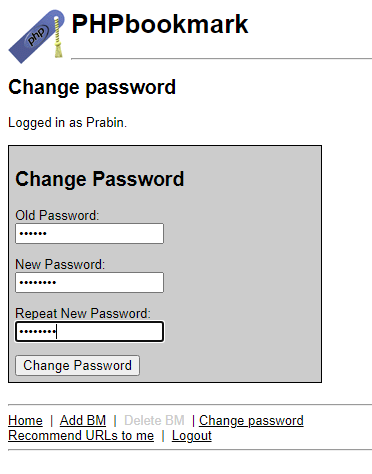 php
PHPbookmark
Change password
Logged in as Prabin.
Change Password
Old Password:
••••••
New Password:
••••••••
Repeat New Password:
••••••••
Change Password
Home | Add BM | Delete BM | Change password
Recommend URLs to me | Logout